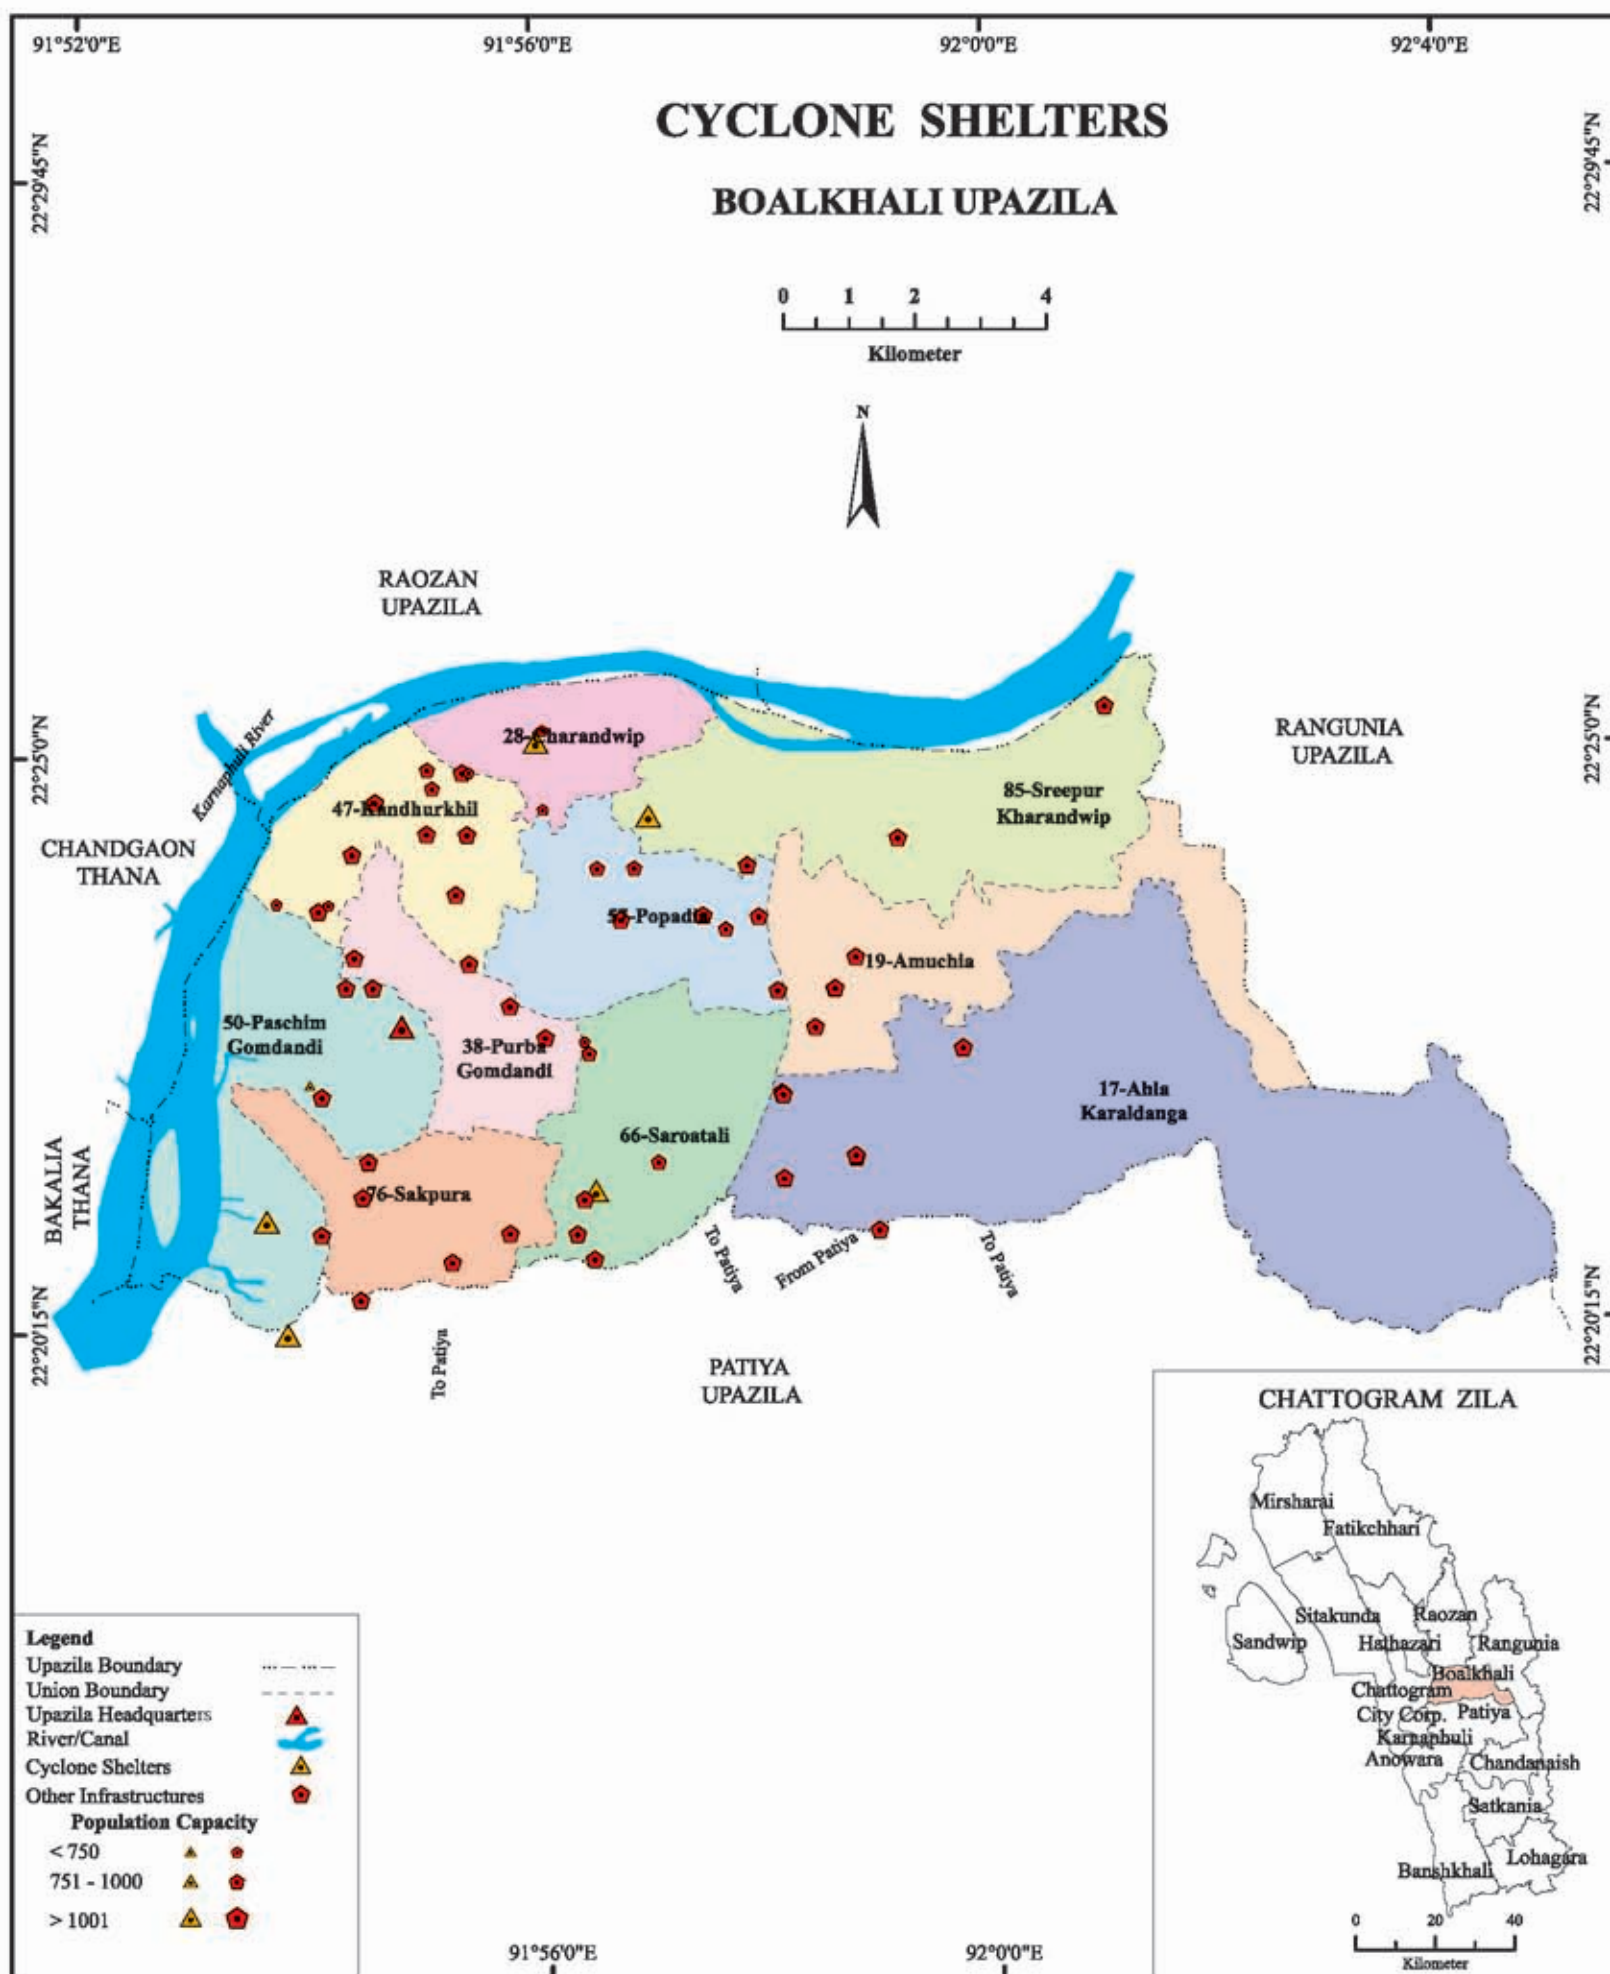 91°52'0"E
91°56'0"E
92°0'0"E
92°4'0"E
22°29'45"N
22°29'45"N
CYCLONE SHELTERS
BOALKHALI UPAZILA
0 1 2 4
Kilometer
N
RAOZAN
UPAZILA
RANGUNIA
UPAZILA
22°25'0"N
22°25'0"N
Karnaphuli River
CHANDGAON
THANA
28-Charandwip
47-Kandhurkhil
85-Sreepur
Kharandwip
57-Popadia
19-Amuchia
50-Paschim
Gomdandi
38-Purba
Gomdandi
17-Ahla
Karaldanga
66-Saroatali
76-Sakpura
BAKALIA
THANA
To Patiya
From Patiya
To Patiya
To Patiya
22°20'15"N
22°20'15"N
PATIYA
UPAZILA
CHATTOGRAM ZILA
Mirsharai
Fatikchhari
Sitakunda
Raozan
Sandwip
Hathazari
Rangunia
Boalkhali
Chattogram
City Corp.
Patiya
Karnaphuli
Anowara
Chandanaish
Satkania
Banshkhali
Lohagara
0 20 40
Kilometer
Legend
Upazila Boundary
Union Boundary
Upazila Headquarters
River/Canal
Cyclone Shelters
Other Infrastructures
Population Capacity
< 750
751 - 1000
> 1001
91°56'0"E
92°0'0"E